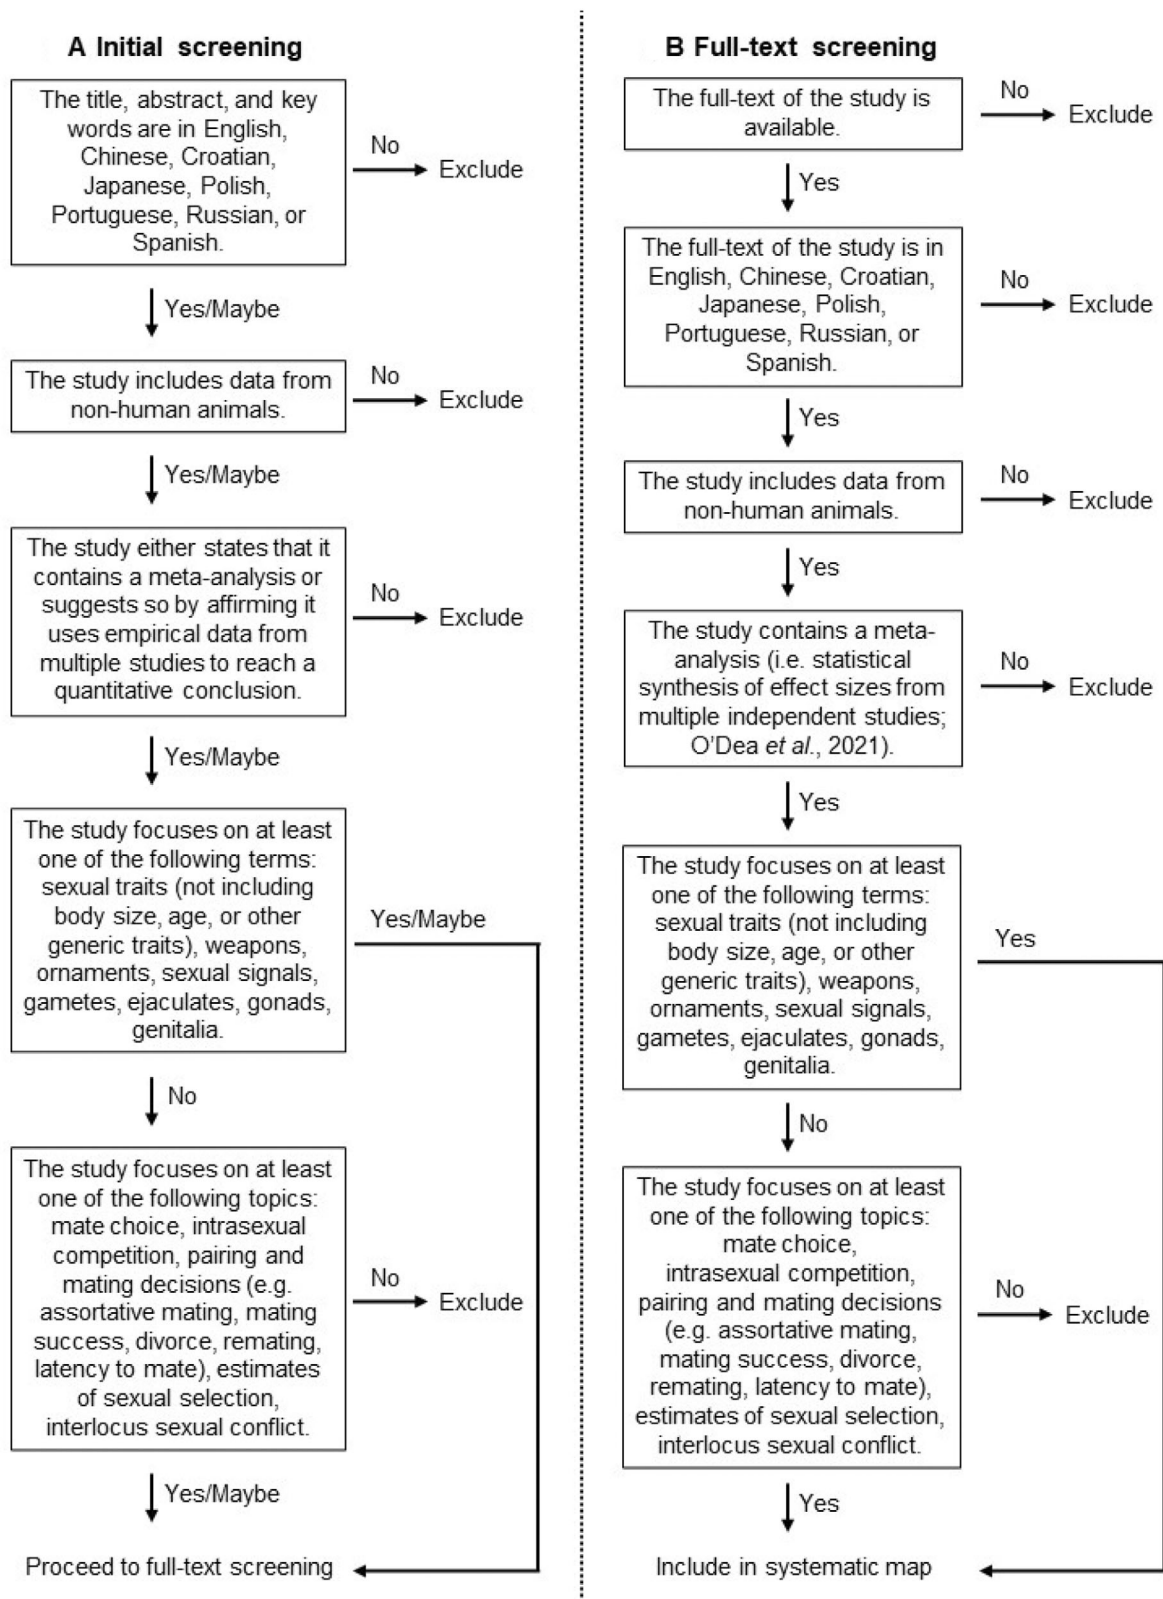 A Initial screening
The title, abstract, and key
words are in English,
Chinese, Croatian,
Japanese, Polish,
Portuguese, Russian, or
Spanish.
No
Exclude
Yes/Maybe
The study includes data from
non-human animals.
No
Exclude
Yes/Maybe
The study either states that it
contains a meta-analysis or
suggests so by affirming it
uses empirical data from
multiple studies to reach a
quantitative conclusion.
No
Exclude
Yes/Maybe
The study focuses on at least
one of the following terms:
sexual traits (not including
body size, age, or other
generic traits), weapons,
ornaments, sexual signals,
gametes, ejaculates, gonads,
genitalia.
Yes/Maybe
No
The study focuses on at least
one of the following topics:
mate choice, intrasexual
competition, pairing and
mating decisions (e.g.
assortative mating, mating
success, divorce, remating,
latency to mate), estimates
of sexual selection,
interlocus sexual conflict.
No
Exclude
Yes/Maybe
Proceed to full-text screening
B Full-text screening
The full-text of the study is
available.
No
Exclude
Yes
The full-text of the study is in
English, Chinese, Croatian,
Japanese, Polish,
Portuguese, Russian, or
Spanish.
No
Exclude
Yes
The study includes data from
non-human animals.
No
Exclude
Yes
The study contains a meta-
analysis (i.e. statistical
synthesis of effect sizes from
multiple independent studies;
O'Dea et al., 2021).
No
Exclude
Yes
The study focuses on at least
one of the following terms:
sexual traits (not including
body size, age, or other
generic traits), weapons,
ornaments, sexual signals,
gametes, ejaculates, gonads,
genitalia.
Yes
No
The study focuses on at least
one of the following topics:
mate choice,
intrasexual competition,
pairing and mating decisions
(e.g. assortative mating,
mating success, divorce,
remating, latency to mate),
estimates of sexual selection,
interlocus sexual conflict.
No
Exclude
Yes
Include in systematic map